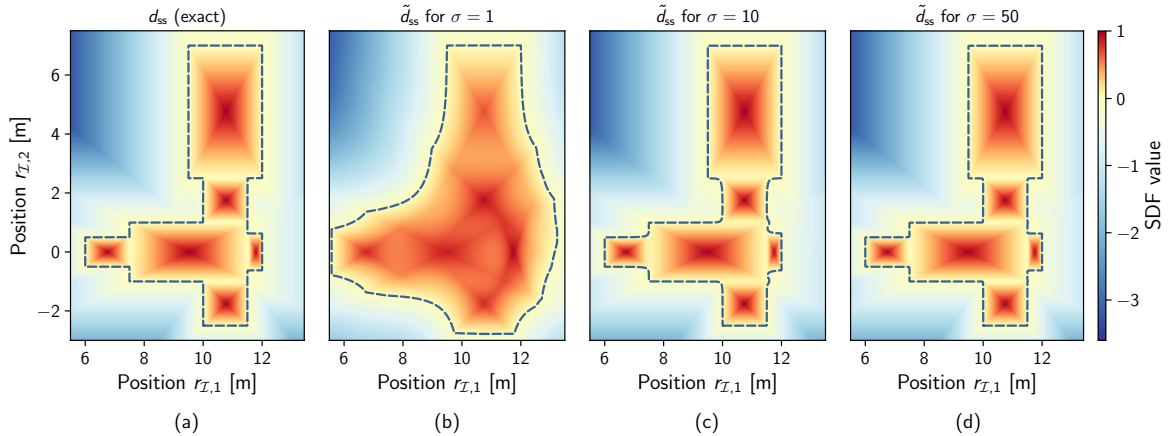 d_ss (exact)
d̃_ss for σ = 1
d̃_ss for σ = 10
d̃_ss for σ = 50
Position r_ℐ,2 [m]
6
4
2
0
−2
6 8 10 12
6 8 10 12
6 8 10 12
6 8 10 12
Position r_ℐ,1 [m]
Position r_ℐ,1 [m]
Position r_ℐ,1 [m]
Position r_ℐ,1 [m]
(a)
(b)
(c)
(d)
1
0
−1
−2
−3
SDF value